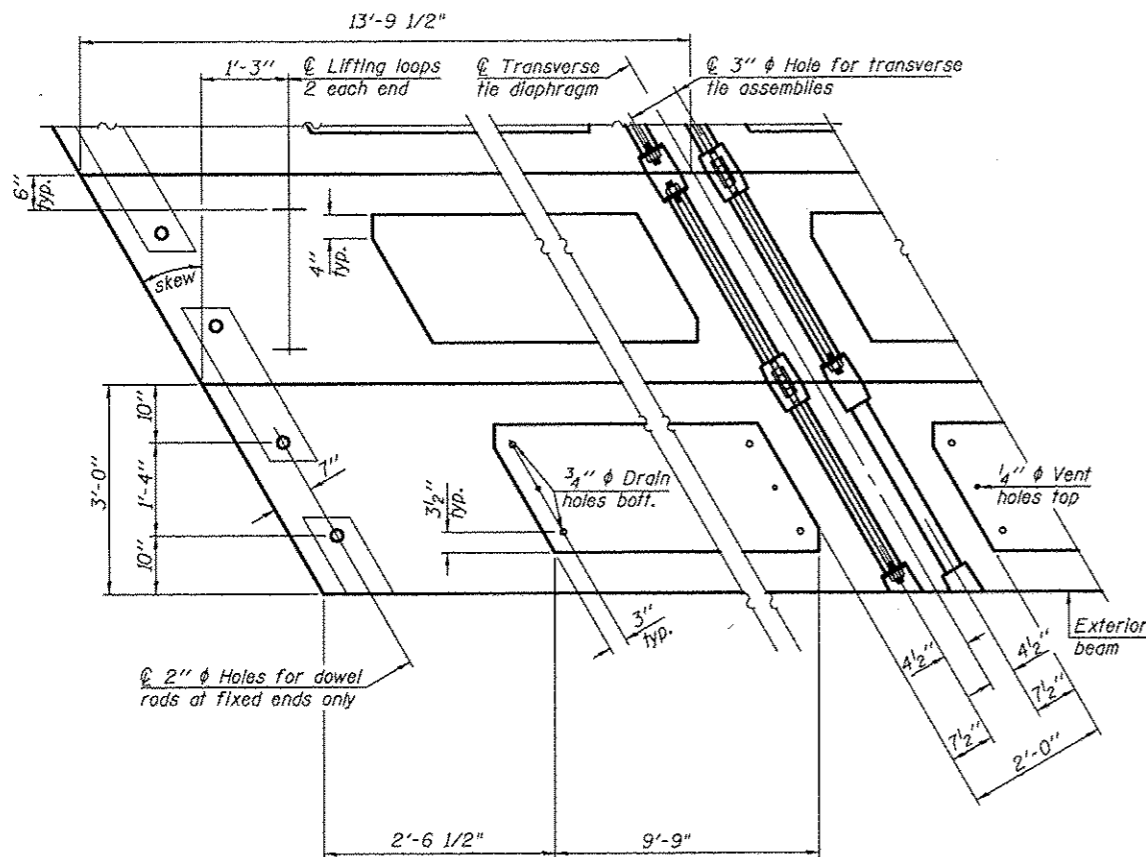 13'-9 1/2"
1'-3"
℄ Lifting loops
2 each end
℄ Transverse
tie diaphragm
℄ 3" ϕ Hole for transverse
tie assemblies
6"
typ.
4"
typ.
skew
10"
1'-4"
10"
3'-0"
7"
3/4" ϕ Drain
holes bott.
3 1/2"
typ.
1/4" ϕ Vent
holes top
3"
typ.
Exterior
beam
℄ 2" ϕ Holes for dowel
rods at fixed ends only
4 1/2"
4 1/2"
7 1/2"
7 1/2"
2'-0"
2'-6 1/2"
9'-9"